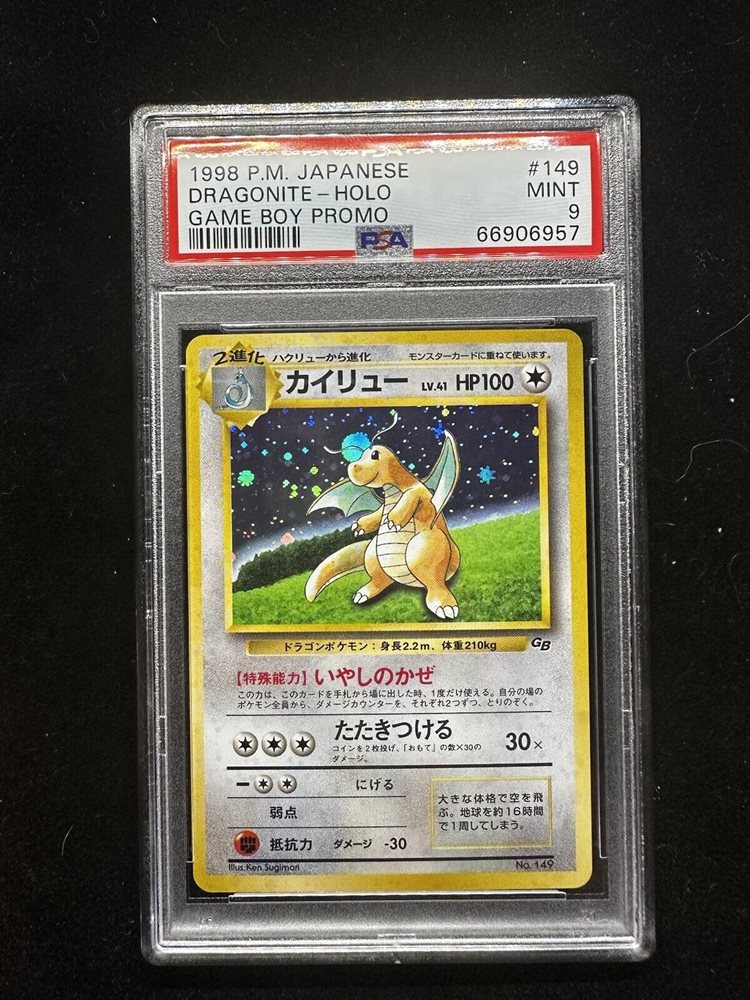 1998 P.M. JAPANESE #149
DRAGONITE - HOLO MINT
GAME BOY PROMO 9
PSA 66906957
2進化 ハクリューから進化 モンスターカードに重ねて使います。
カイリュー LV.41 HP100
ドラゴンポケモン：身長2.2m、体重210kg
GB
【特殊能力】いやしのかぜ
この力は、このカードを手札から場に出した時、1度だけ使える。自分の場の
ポケモン全員から、ダメージカウンターを、それぞれ2つずつ、とりのぞく。
たたきつける 30×
コインを2枚投げ、「おもて」の数×30の
ダメージ。
にげる
弱点
抵抗力 ダメージ -30
大きな体格で空を飛
ぶ。地球を約16時間
で1周してしまう。
Illus. Ken Sugimori No. 149